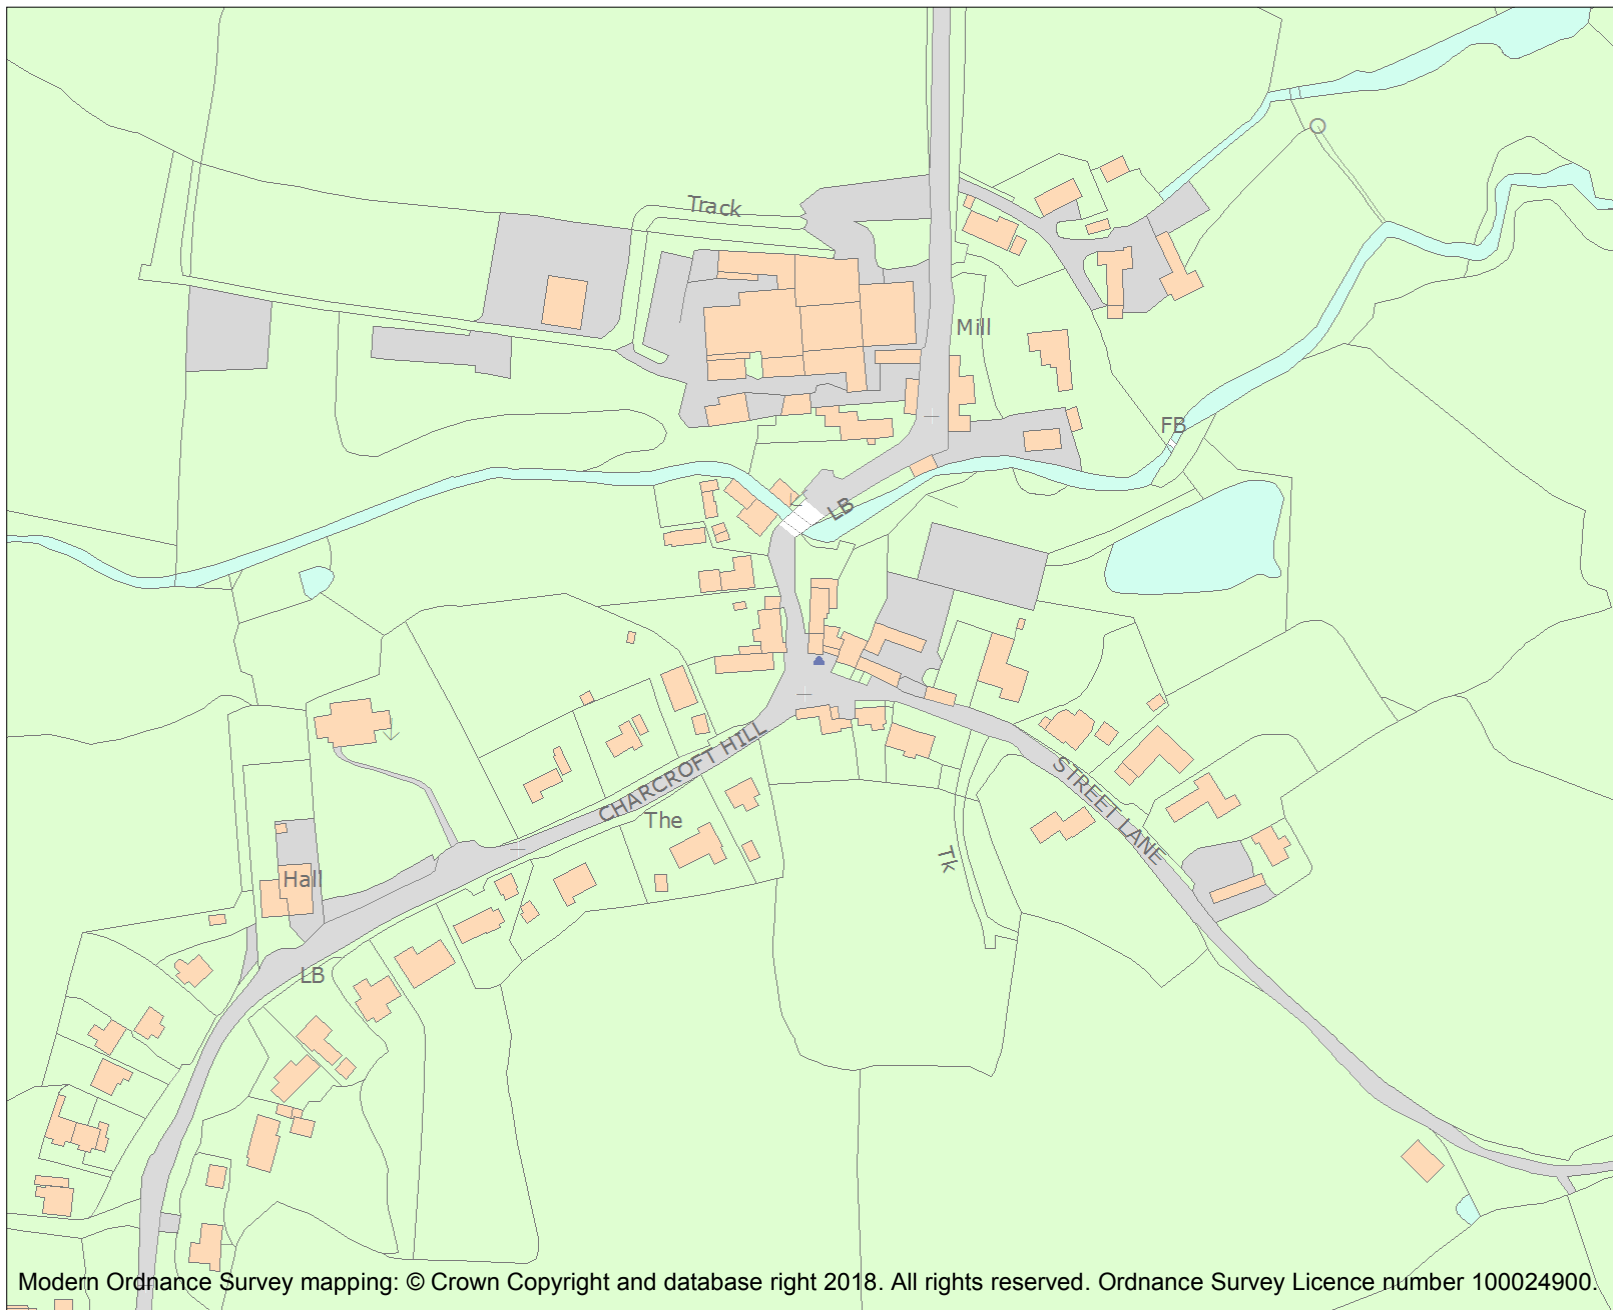 Track
Mill
FB
LB
CHARCROFT HILL
STREET LANE
The
Tk
Hall
LB
Modern Ordnance Survey mapping: © Crown Copyright and database right 2018. All rights reserved. Ordnance Survey Licence number 100024900.